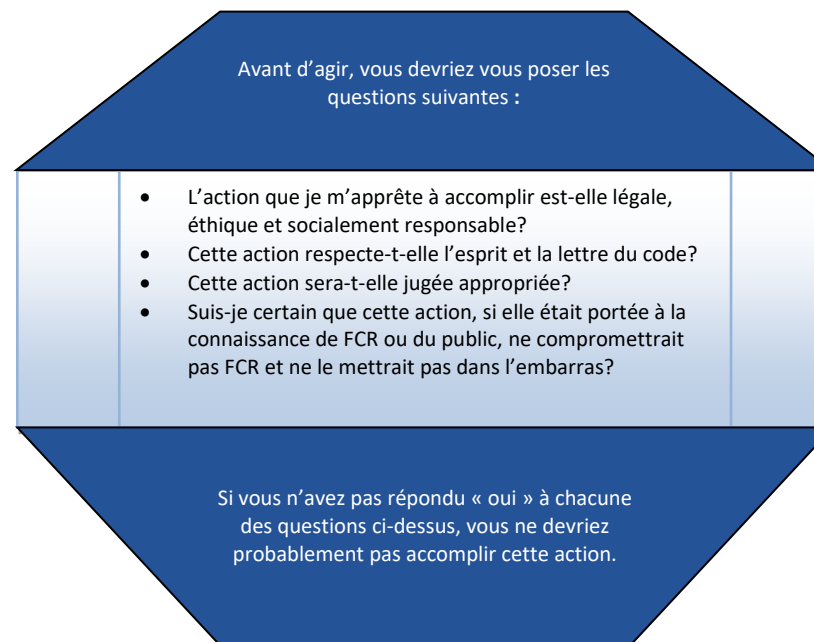 Avant d’agir, vous devriez vous poser les
questions suivantes :
• L’action que je m’apprête à accomplir est-elle légale,
éthique et socialement responsable?
• Cette action respecte-t-elle l’esprit et la lettre du code?
• Cette action sera-t-elle jugée appropriée?
• Suis-je certain que cette action, si elle était portée à la
connaissance de FCR ou du public, ne compromettrait
pas FCR et ne le mettrait pas dans l’embarras?
Si vous n’avez pas répondu « oui » à chacune
des questions ci-dessus, vous ne devriez
probablement pas accomplir cette action.